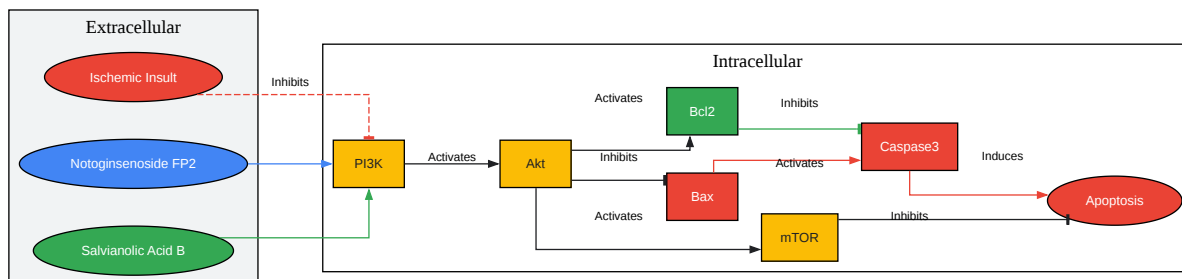 Extracellular
Intracellular
Ischemic Insult
Inhibits
Notoginsenoside FP2
Salvianolic Acid B
PI3K
Activates
Akt
Activates
Inhibits
Activates
Bcl2
Inhibits
Bax
Activates
mTOR
Caspase3
Induces
Inhibits
Apoptosis